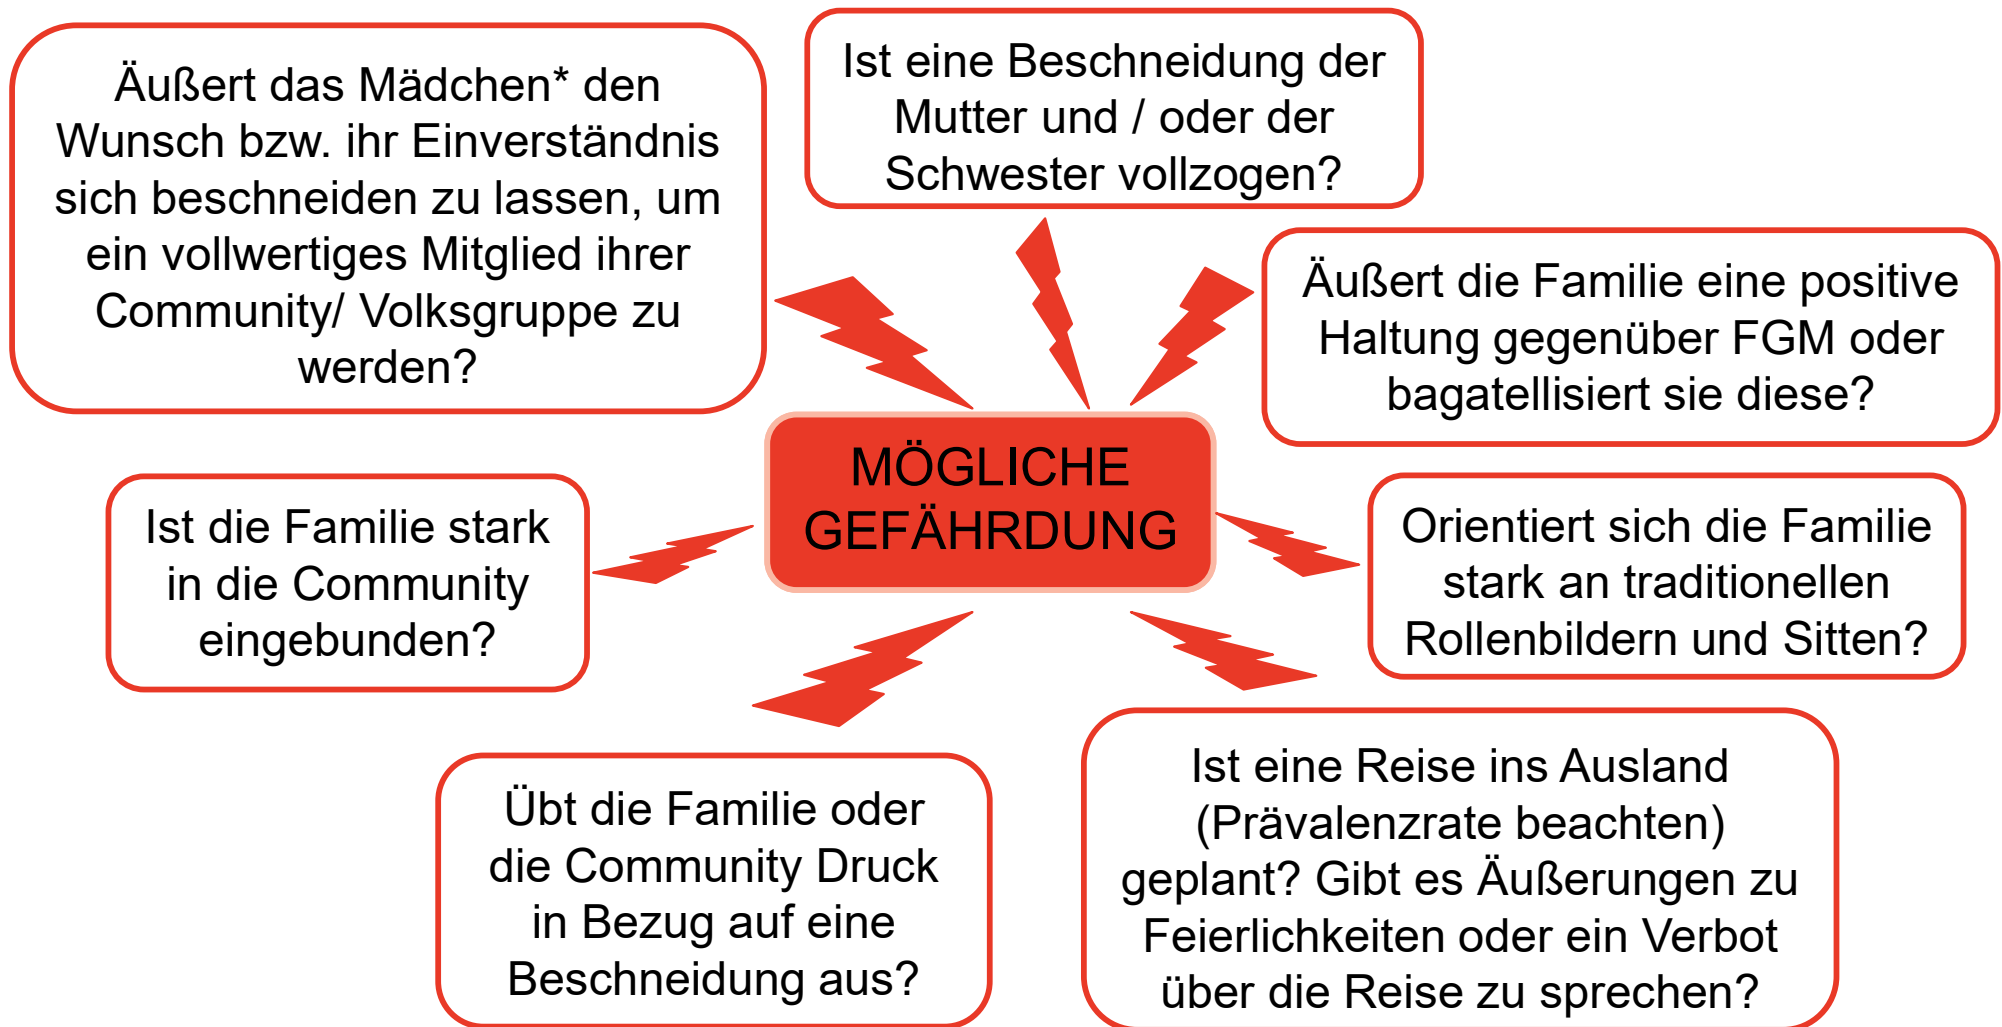 Äußert das Mädchen* den
Wunsch bzw. ihr Einverständnis
sich beschneiden zu lassen, um
ein vollwertiges Mitglied ihrer
Community/ Volksgruppe zu
werden?
Ist eine Beschneidung der
Mutter und / oder der
Schwester vollzogen?
Äußert die Familie eine positive
Haltung gegenüber FGM oder
bagatellisiert sie diese?
MÖGLICHE
GEFÄHRDUNG
Ist die Familie stark
in die Community
eingebunden?
Orientiert sich die Familie
stark an traditionellen
Rollenbildern und Sitten?
Übt die Familie oder
die Community Druck
in Bezug auf eine
Beschneidung aus?
Ist eine Reise ins Ausland
(Prävalenzrate beachten)
geplant? Gibt es Äußerungen zu
Feierlichkeiten oder ein Verbot
über die Reise zu sprechen?